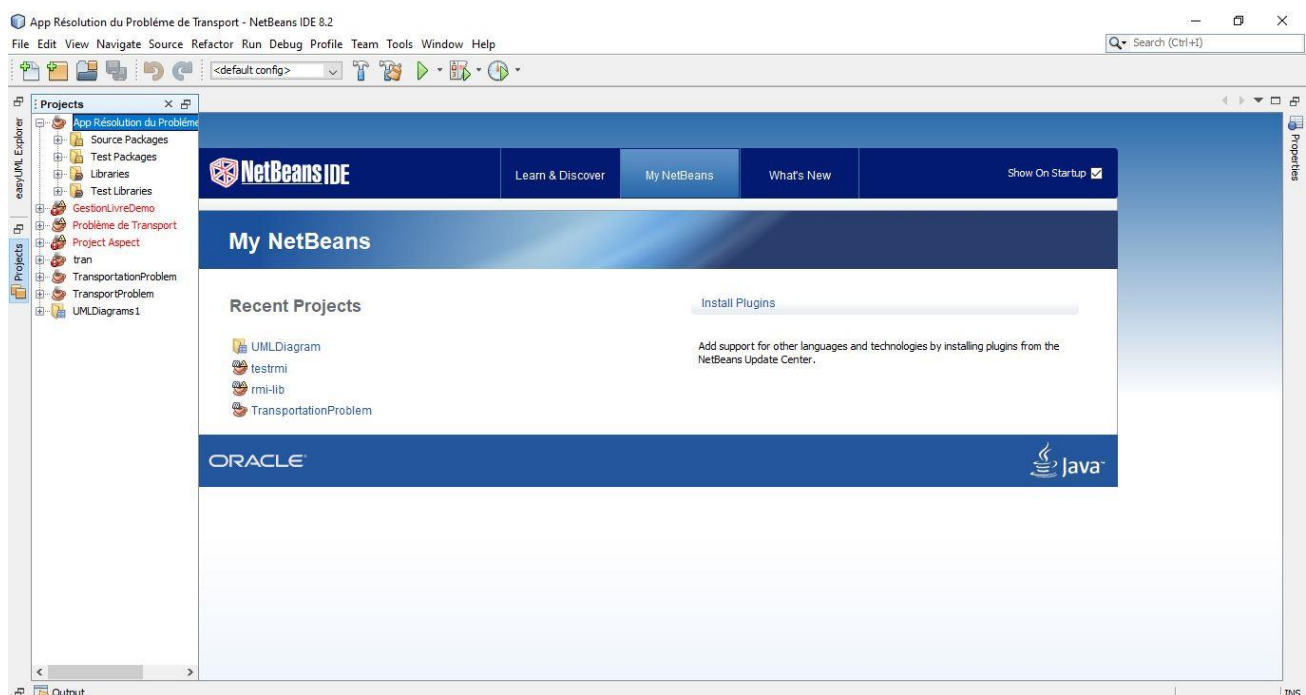 App Résolution du Probléme de Transport - NetBeans IDE 8.2
File Edit View Navigate Source Refactor Run Debug Profile Team Tools Window Help
Search (Ctrl+I)
<default config>
Projects
App Résolution du Probléme
Source Packages
Test Packages
Libraries
Test Libraries
GestionLivreDemo
Problème de Transport
Project Aspect
tran
TransportationProblem
TransportProblem
UMLDiagrams1
easyUML Explorer
Projects
NetBeans IDE
Learn & Discover
My NetBeans
What's New
Show On Startup
My NetBeans
Recent Projects
UMLDiagram
testrmi
rmi-lib
TransportationProblem
Install Plugins
Add support for other languages and technologies by installing plugins from the
NetBeans Update Center.
ORACLE
Java
Properties
Output
INS